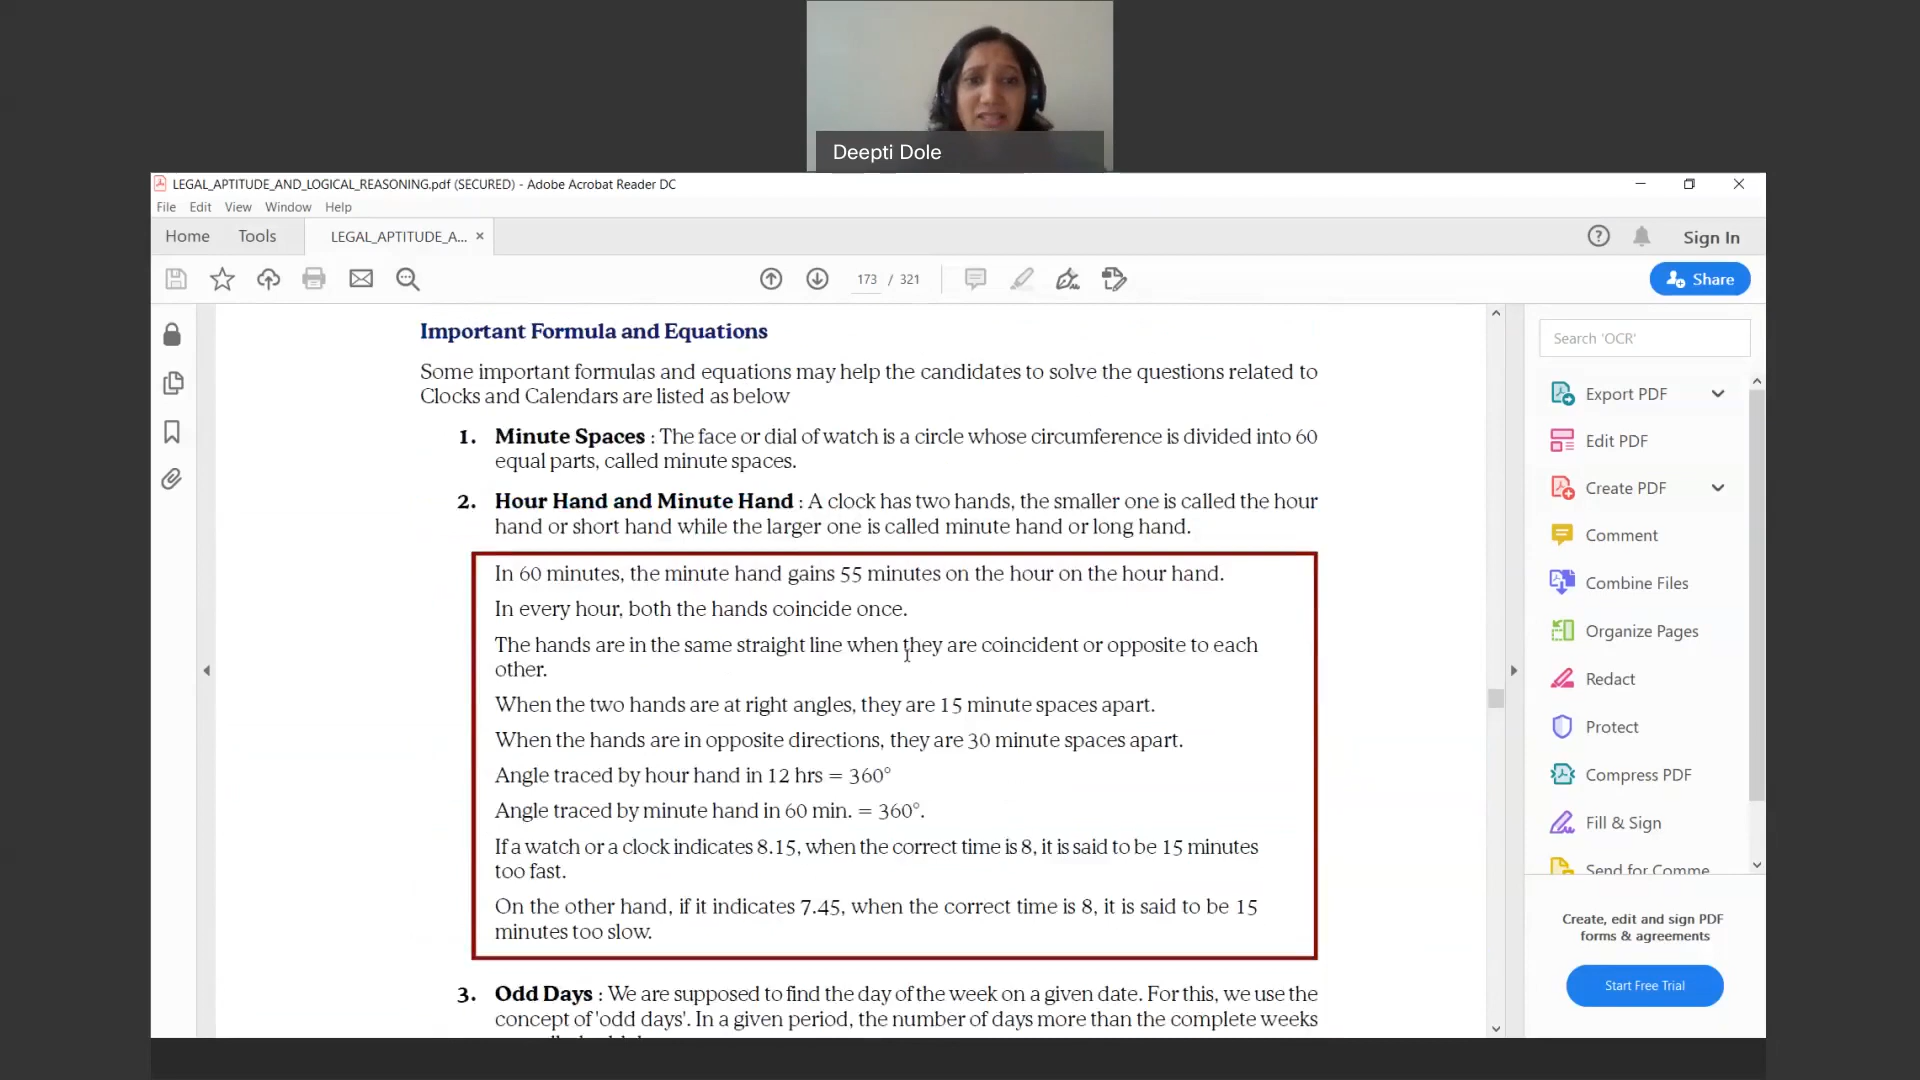 Deepti Dole
LEGAL_APTITUDE_AND_LOGICAL_REASONING.pdf (SECURED) - Adobe Acrobat Reader DC
File Edit View Window Help
Home Tools LEGAL_APTITUDE_A... × Sign In
173 / 321 Share
Important Formula and Equations
Some important formulas and equations may help the candidates to solve the questions related to
Clocks and Calendars are listed as below
1. Minute Spaces : The face or dial of watch is a circle whose circumference is divided into 60
equal parts, called minute spaces.
2. Hour Hand and Minute Hand : A clock has two hands, the smaller one is called the hour
hand or short hand while the larger one is called minute hand or long hand.
In 60 minutes, the minute hand gains 55 minutes on the hour on the hour hand.
In every hour, both the hands coincide once.
The hands are in the same straight line when they are coincident or opposite to each
other.
When the two hands are at right angles, they are 15 minute spaces apart.
When the hands are in opposite directions, they are 30 minute spaces apart.
Angle traced by hour hand in 12 hrs = 360°
Angle traced by minute hand in 60 min. = 360°.
If a watch or a clock indicates 8.15, when the correct time is 8, it is said to be 15 minutes
too fast.
On the other hand, if it indicates 7.45, when the correct time is 8, it is said to be 15
minutes too slow.
3. Odd Days : We are supposed to find the day of the week on a given date. For this, we use the
concept of 'odd days'. In a given period, the number of days more than the complete weeks
Search 'OCR'
Export PDF
Edit PDF
Create PDF
Comment
Combine Files
Organize Pages
Redact
Protect
Compress PDF
Fill & Sign
Send for Comme
Create, edit and sign PDF
forms & agreements
Start Free Trial